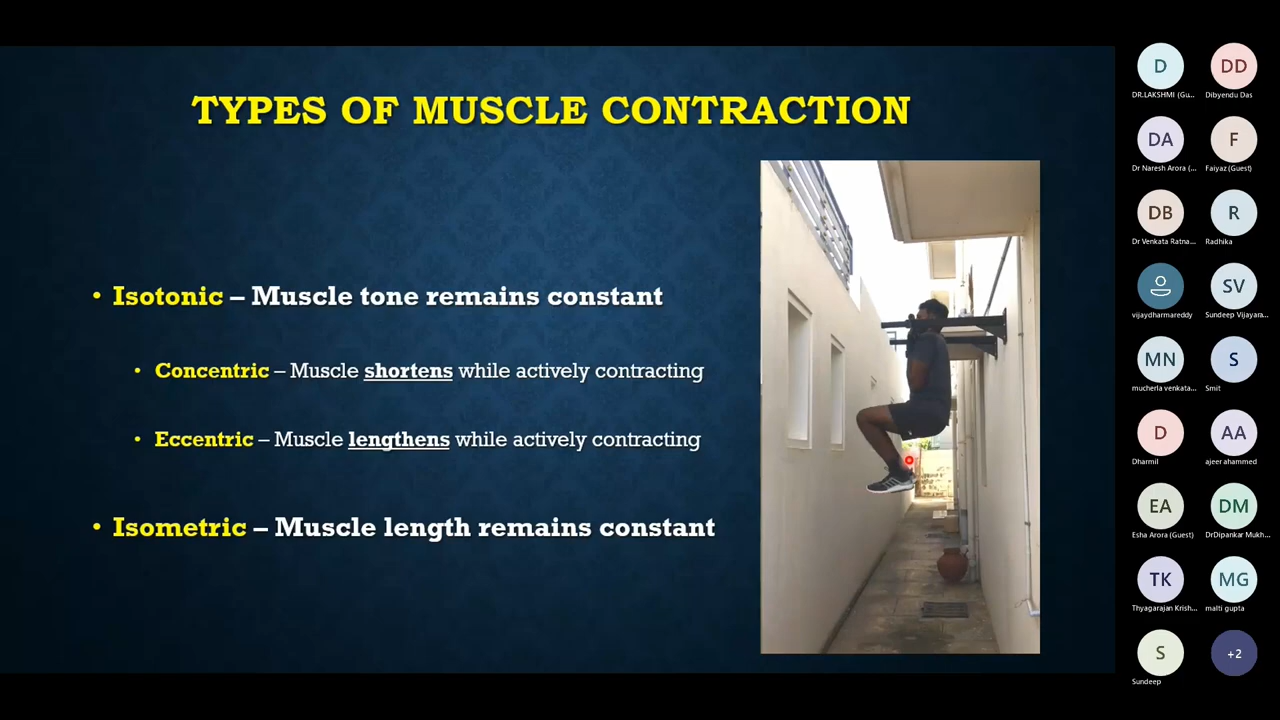 TYPES OF MUSCLE CONTRACTION
• Isotonic – Muscle tone remains constant
• Concentric – Muscle shortens while actively contracting
• Eccentric – Muscle lengthens while actively contracting
• Isometric – Muscle length remains constant
D
DR.LAKSHMI (Gu...
DD
Dibyendu Das
DA
Dr Naresh Arora (...
F
Faiyaz (Guest)
DB
Dr Venkata Ratna...
R
Radhika
vijaydharmareddy
SV
Sundeep Vijayara...
MN
mucherla venkata...
S
Smit
D
Dharmil
AA
ajeer ahammed
EA
Esha Arora (Guest)
DM
DrDipankar Mukh...
TK
Thyagarajan Krish...
MG
malti gupta
S
Sundeep
+2